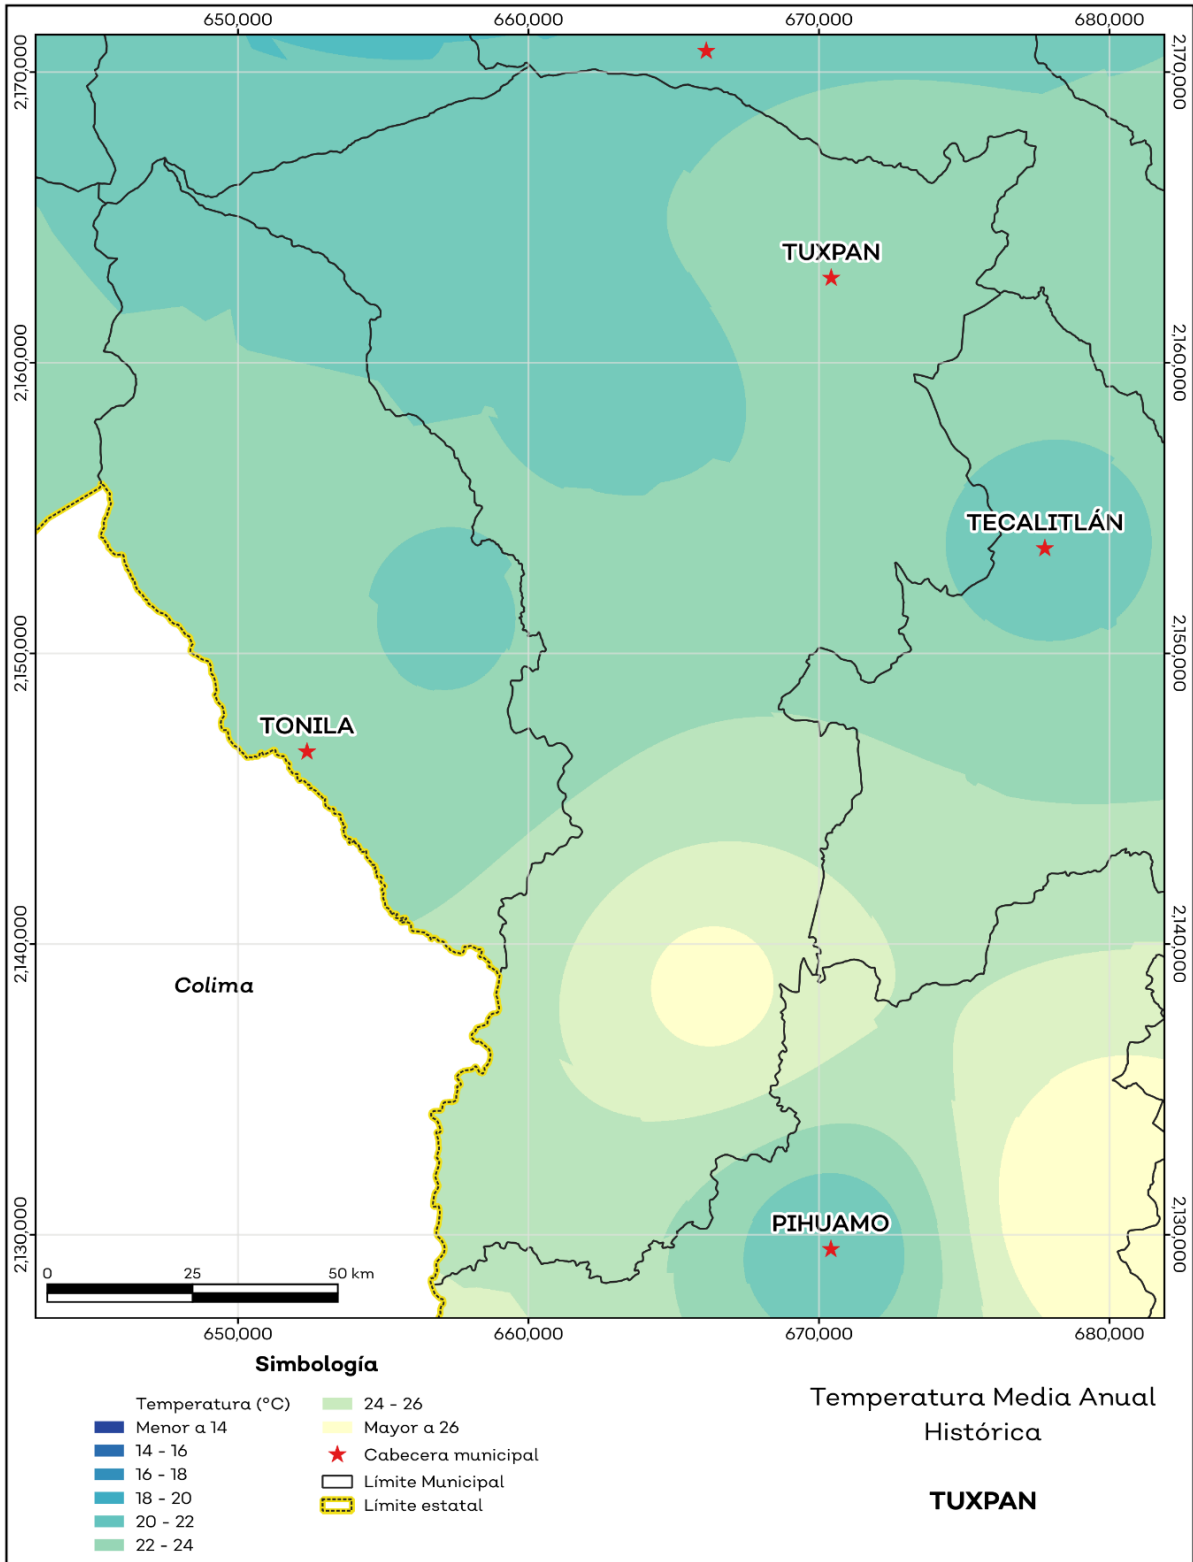 650,000 660,000 670,000 680,000
2,170,000 2,170,000
TUXPAN
2,160,000 2,160,000
TECALITLÁN
2,150,000 2,150,000
TONILA
2,140,000 2,140,000
Colima
PIHUAMO
2,130,000 2,130,000
0 25 50 km
650,000 660,000 670,000 680,000
Simbología
Temperatura (°C)
Menor a 14
14 - 16
16 - 18
18 - 20
20 - 22
22 - 24
24 - 26
Mayor a 26
Cabecera municipal
Límite Municipal
Límite estatal
Temperatura Media Anual
Histórica
TUXPAN